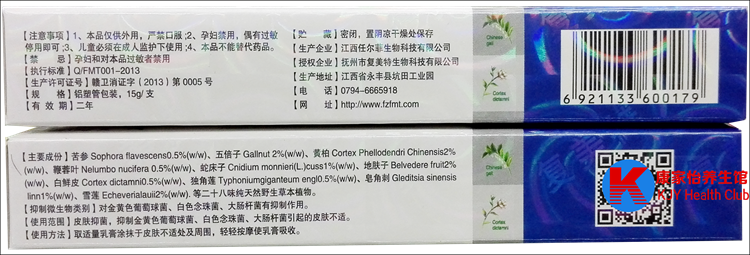 【注意事项】1、本品仅供外用，严禁口服;2、孕妇禁用，偶有过敏
停用即可;3、儿童必须在成人监护下使用;4、本品不能替代药品。
【禁 忌】孕妇和对本品过敏者禁用
【执行标准】Q/FMT001-2013
【生产许可证号】赣卫消证字（2013）第0005号
【规 格】铝塑管包装，15g/支
【有 效 期】二年
【贮 藏】密闭，置阴凉干燥处保存
【生产企业】江西任尔菲生物科技有限公司
【授权企业】抚州市复美特生物科技有限公司
【生产地址】江西省永丰县坑田工业园
【电 话】0794-6665918
【网 址】http://www.fzfmt.com
Chinese
gall
Cortex
dictamni
6 921133 600179
【主要成份】苦参 Sophora flavescens0.5%(w/w)、五倍子 Gallnut 2%(w/w)、黄柏 Cortex Phellodendri Chinensis2%
(w/w)、鞭蓉叶 Nelumbo nucifera 0.5%(w/w)、蛇床子 Cnidium monnieri(L.)cuss1%(w/w)、地肤子 Belvedere fruit2%
(w/w)、白鲜皮 Cortex dictamni0.5%(w/w)、独角莲 Typhoniumgiganteum engl0.5%(w/w)、皂角刺 Gleditsia sinensis
linn1%(w/w)、雪莲 Echeverialaui2%(w/w). 等二十八味纯天然野生草本植物。
【抑制微生物类别】对金黄色葡萄球菌、白色念珠菌、大肠杆菌有抑制作用。
【使用范围】皮肤抑菌，抑制金黄色葡萄球菌、白色念珠菌、大肠杆菌引起的皮肤不适。
【使用方法】取适量乳膏涂抹于皮肤不适处及周围，轻轻按摩使乳膏吸收。
Chinese
gall
Cortex
dictamni
康家怡养生馆
KJY Health Club